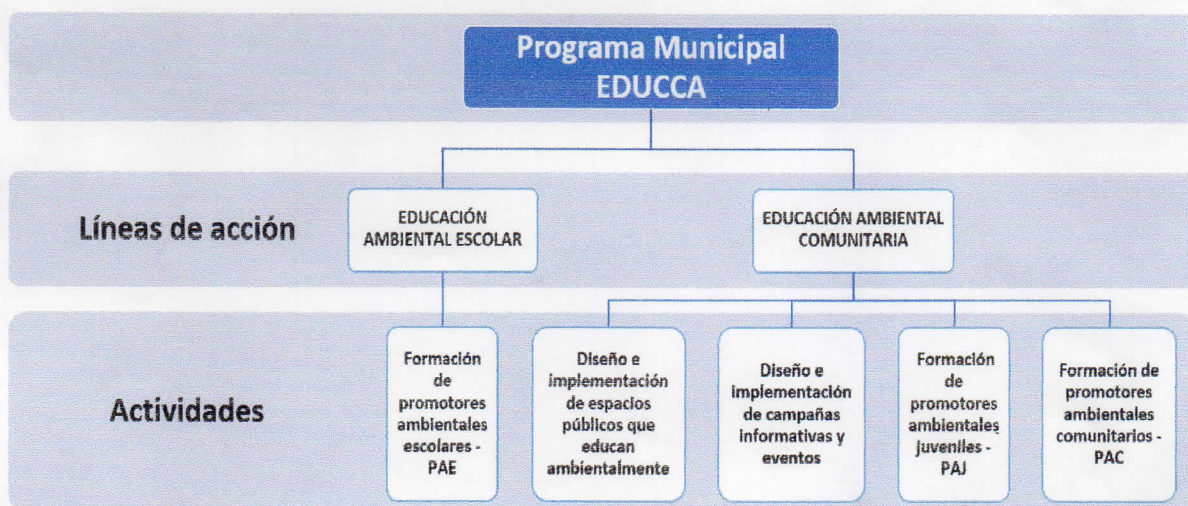 Programa Municipal
EDUCCA
Líneas de acción
EDUCACIÓN
AMBIENTAL ESCOLAR
EDUCACIÓN AMBIENTAL
COMUNITARIA
Actividades
Formación
de
promotores
ambientales
escolares -
PAE
Diseño e
implementación
de espacios
públicos que
educan
ambientalmente
Diseño e
implementación
de campañas
informativas y
eventos
Formación
de
promotores
ambientales
juveniles -
PAJ
Formación de
promotores
ambientales
comunitarios -
PAC